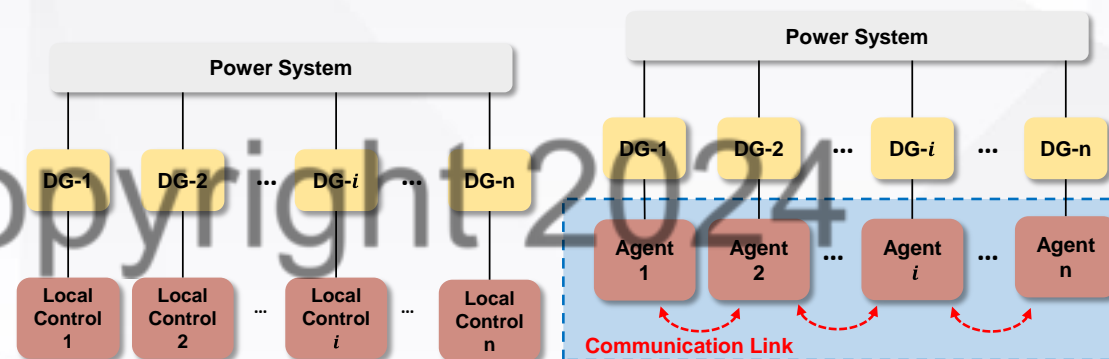 Power System
DG-1
DG-2
...
DG-i
...
DG-n
Local
Control
1
Local
Control
2
...
Local
Control
i
...
Local
Control
n
Power System
DG-1
DG-2
...
DG-i
...
DG-n
Agent
1
Agent
2
...
Agent
i
...
Agent
n
Communication Link
opyright 2024